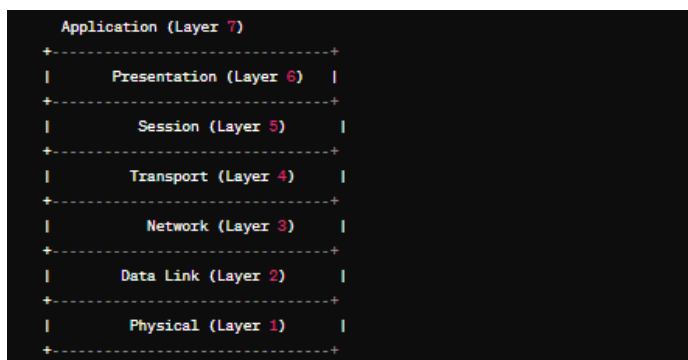 Application (Layer 7)
+--------------------------------+
| Presentation (Layer 6) |
+--------------------------------+
| Session (Layer 5) |
+--------------------------------+
| Transport (Layer 4) |
+--------------------------------+
| Network (Layer 3) |
+--------------------------------+
| Data Link (Layer 2) |
+--------------------------------+
| Physical (Layer 1) |
+--------------------------------+